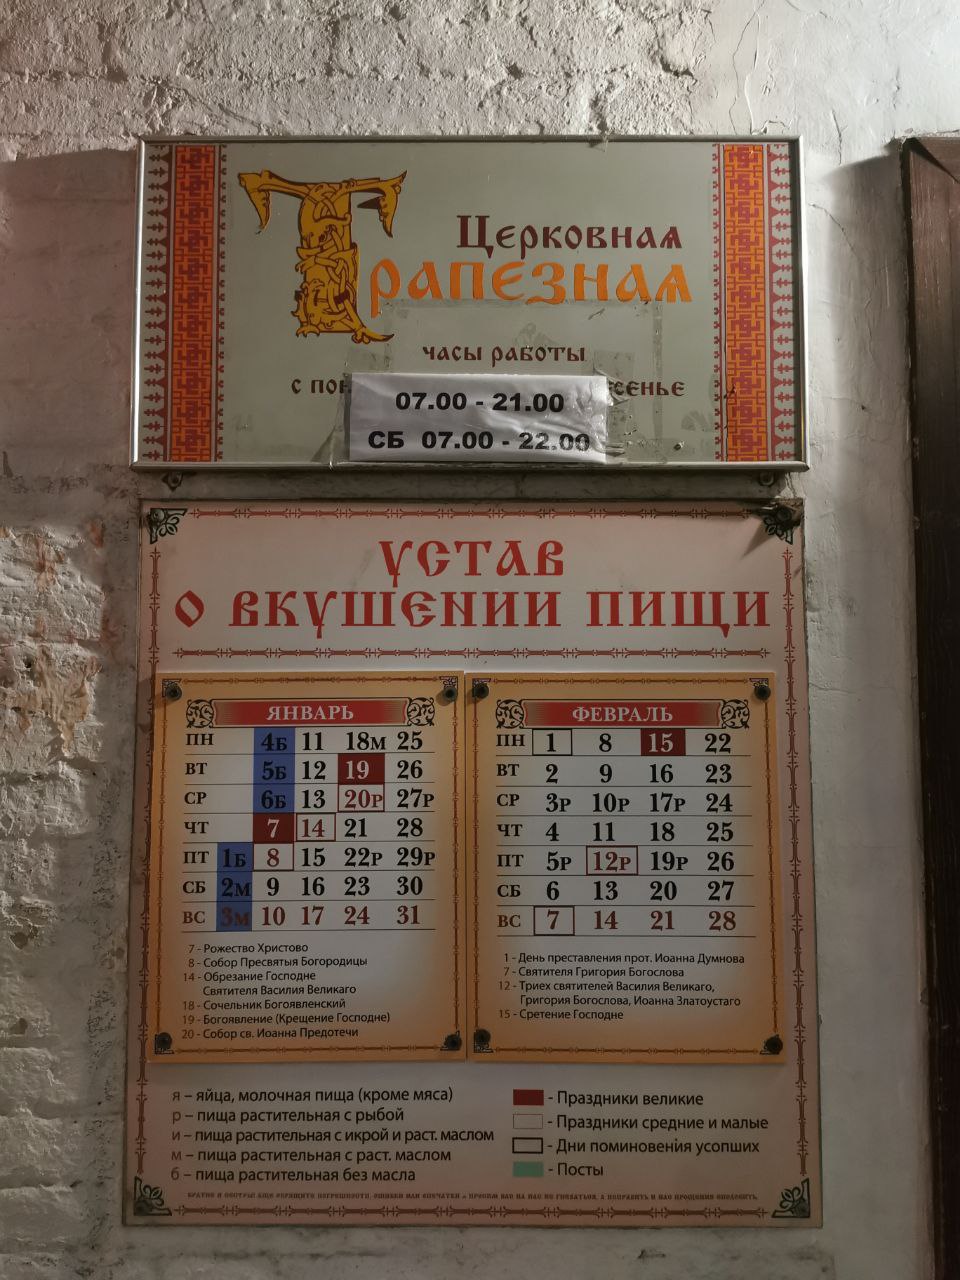 Церковная
Трапезная
часы работы
с пон
сенье
07.00 - 21.00
СБ 07.00 - 22.00
УСТАВ
О ВКУШЕНИИ ПИЩИ
ЯНВАРЬ
ПН 4Б 11 18М 25
ВТ 5Б 12 19 26
СР 6Б 13 20Р 27Р
ЧТ 7 14 21 28
ПТ 1Б 8 15 22Р 29Р
СБ 2М 9 16 23 30
ВС 3М 10 17 24 31
7 - Рожество Христово
8 - Собор Пресвятыя Богородицы
14 - Обрезание Господне
Святителя Василия Великаго
18 - Сочельник Богоявленский
19 - Богоявление (Крещение Господне)
20 - Собор св. Иоанна Предотечи
ФЕВРАЛЬ
ПН 1 8 15 22
ВТ 2 9 16 23
СР 3Р 10Р 17Р 24
ЧТ 4 11 18 25
ПТ 5Р 12Р 19Р 26
СБ 6 13 20 27
ВС 7 14 21 28
1 - День преставления прот. Иоанна Думнова
7 - Святителя Григория Богослова
12 - Триех святителей Василия Великаго,
Григория Богослова, Иоанна Златоустаго
15 - Сретение Господне
я – яйца, молочная пища (кроме мяса)
р – пища растительная с рыбой
и – пища растительная с икрой и раст. маслом
м – пища растительная с раст. маслом
б – пища растительная без масла
- Праздники великие
- Праздники средние и малые
- Дни поминовения усопших
- Посты